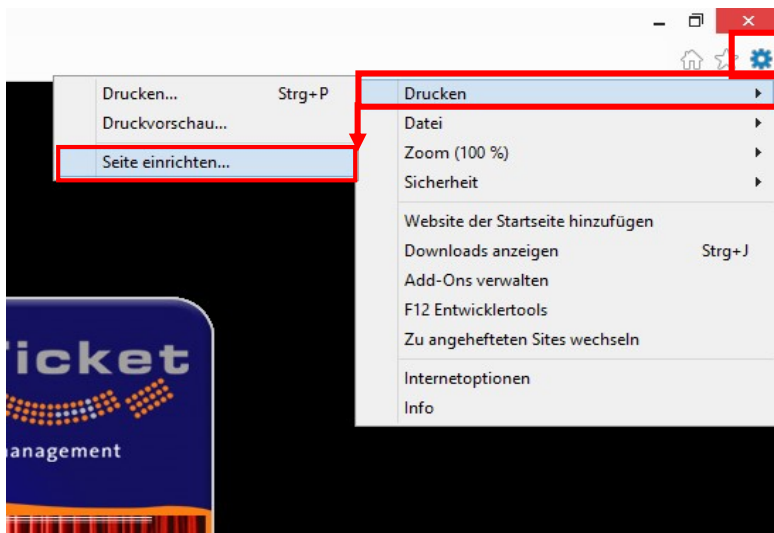 Drucken... Strg+P
Druckvorschau...
Seite einrichten...
Drucken
Datei
Zoom (100 %)
Sicherheit
Website der Startseite hinzufügen
Downloads anzeigen Strg+J
Add-Ons verwalten
F12 Entwicklertools
Zu angehefteten Sites wechseln
Internetoptionen
Info
icket
anagement